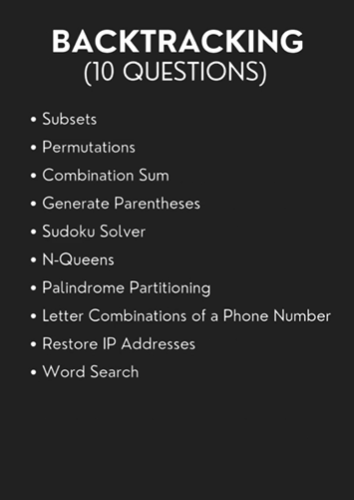 BACKTRACKING
(10 QUESTIONS)
• Subsets
• Permutations
• Combination Sum
• Generate Parentheses
• Sudoku Solver
• N-Queens
• Palindrome Partitioning
• Letter Combinations of a Phone Number
• Restore IP Addresses
• Word Search